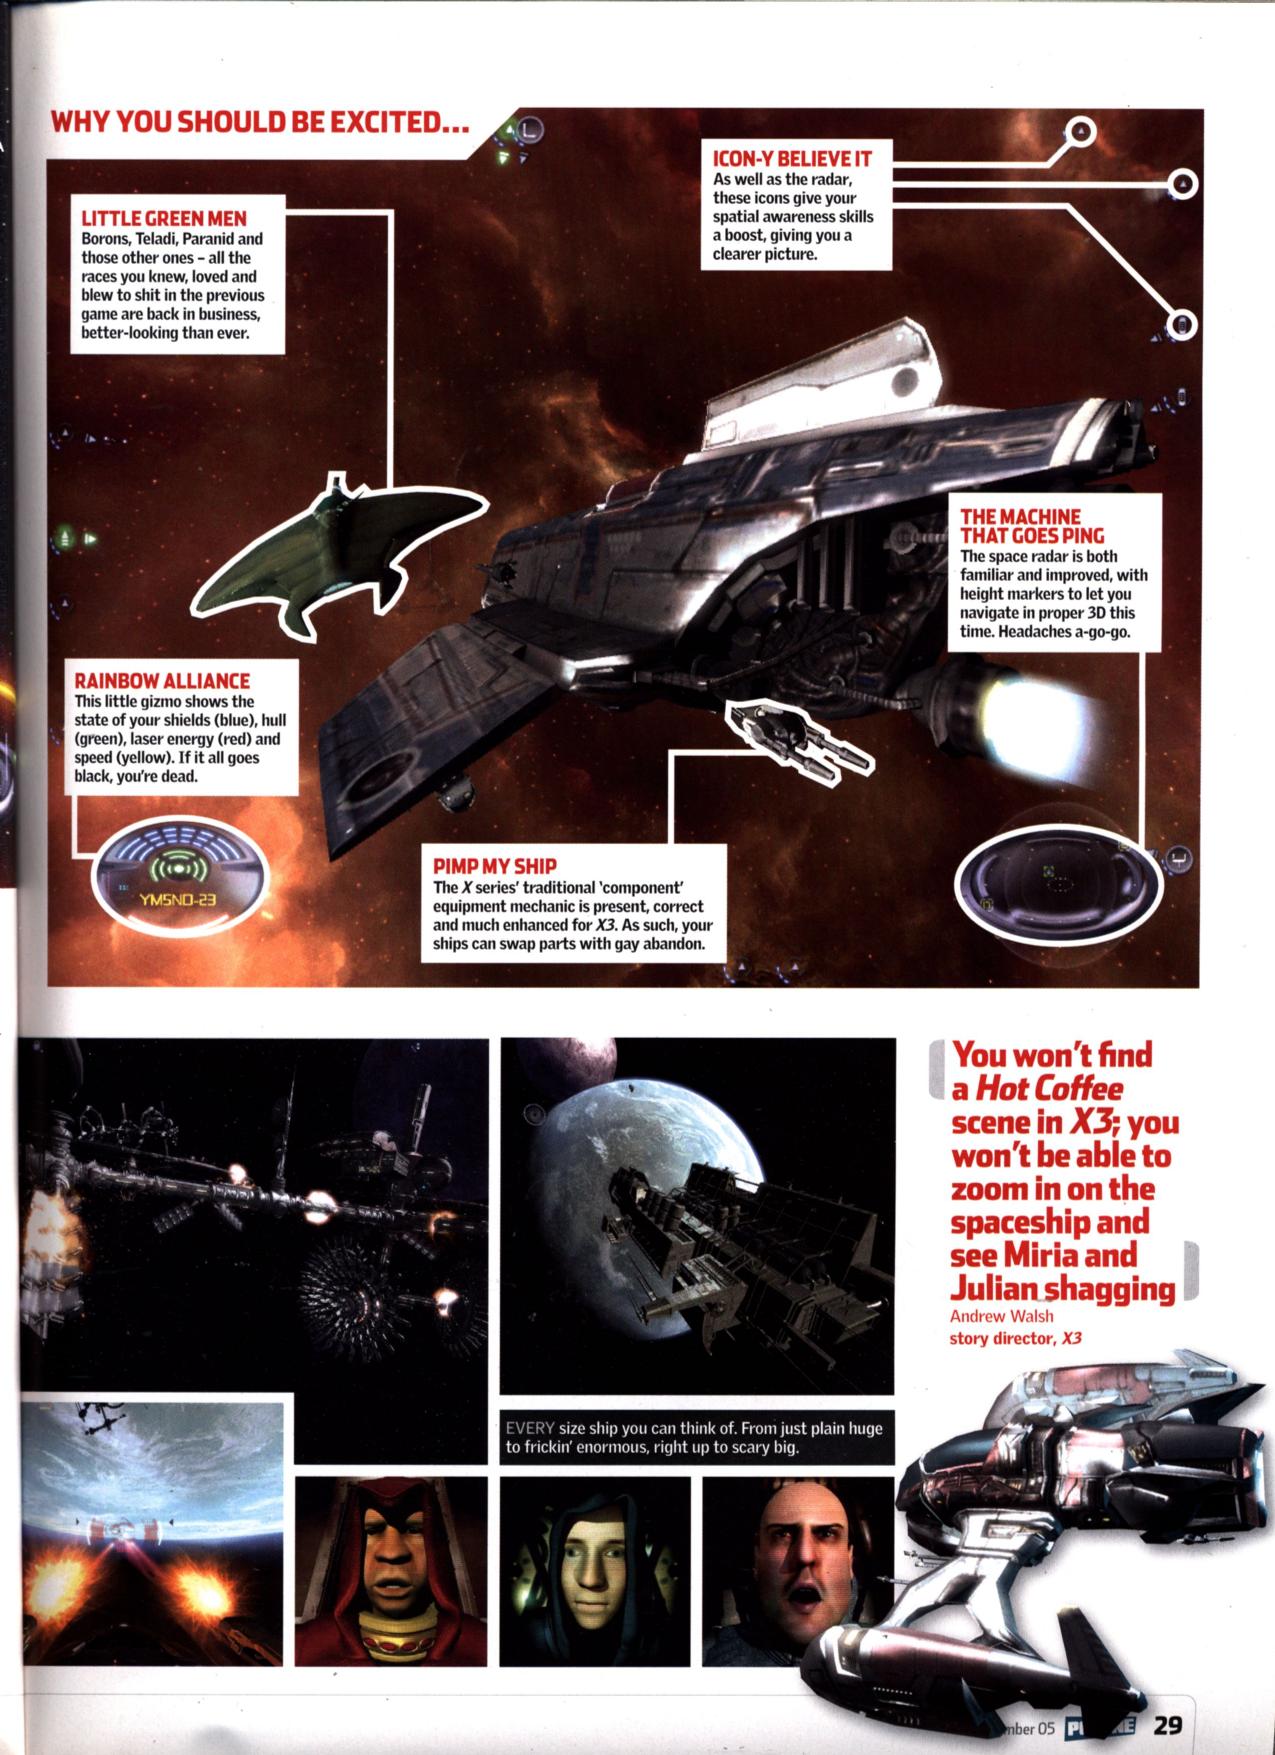 WHY YOU SHOULD BE EXCITED...
LITTLE GREEN MEN
Borons, Teladi, Paranid and
those other ones – all the
races you knew, loved and
blew to shit in the previous
game are back in business,
better-looking than ever.
ICON-Y BELIEVE IT
As well as the radar,
these icons give your
spatial awareness skills
a boost, giving you a
clearer picture.
THE MACHINE
THAT GOES PING
The space radar is both
familiar and improved, with
height markers to let you
navigate in proper 3D this
time. Headaches a-go-go.
RAINBOW ALLIANCE
This little gizmo shows the
state of your shields (blue), hull
(green), laser energy (red) and
speed (yellow). If it all goes
black, you're dead.
YM5ND-23
PIMP MY SHIP
The X series' traditional 'component'
equipment mechanic is present, correct
and much enhanced for X3. As such, your
ships can swap parts with gay abandon.
You won't find
a Hot Coffee
scene in X3; you
won't be able to
zoom in on the
spaceship and
see Miria and
Julian shagging
Andrew Walsh
story director, X3
EVERY size ship you can think of. From just plain huge
to frickin' enormous, right up to scary big.
mber 05 29